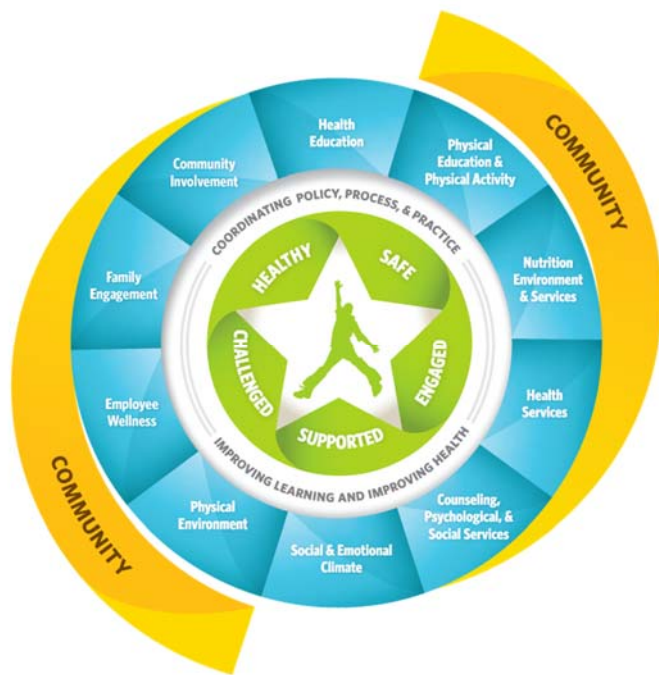 COMMUNITY
Health
Education
Physical
Education &
Physical Activity
Nutrition
Environment
& Services
Health
Services
Counseling,
Psychological, &
Social Services
Social & Emotional
Climate
Physical
Environment
Employee
Wellness
Family
Engagement
Community
Involvement
COORDINATING POLICY, PROCESS, & PRACTICE
IMPROVING LEARNING AND IMPROVING HEALTH
HEALTHY
SAFE
ENGAGED
SUPPORTED
CHALLENGED
COMMUNITY